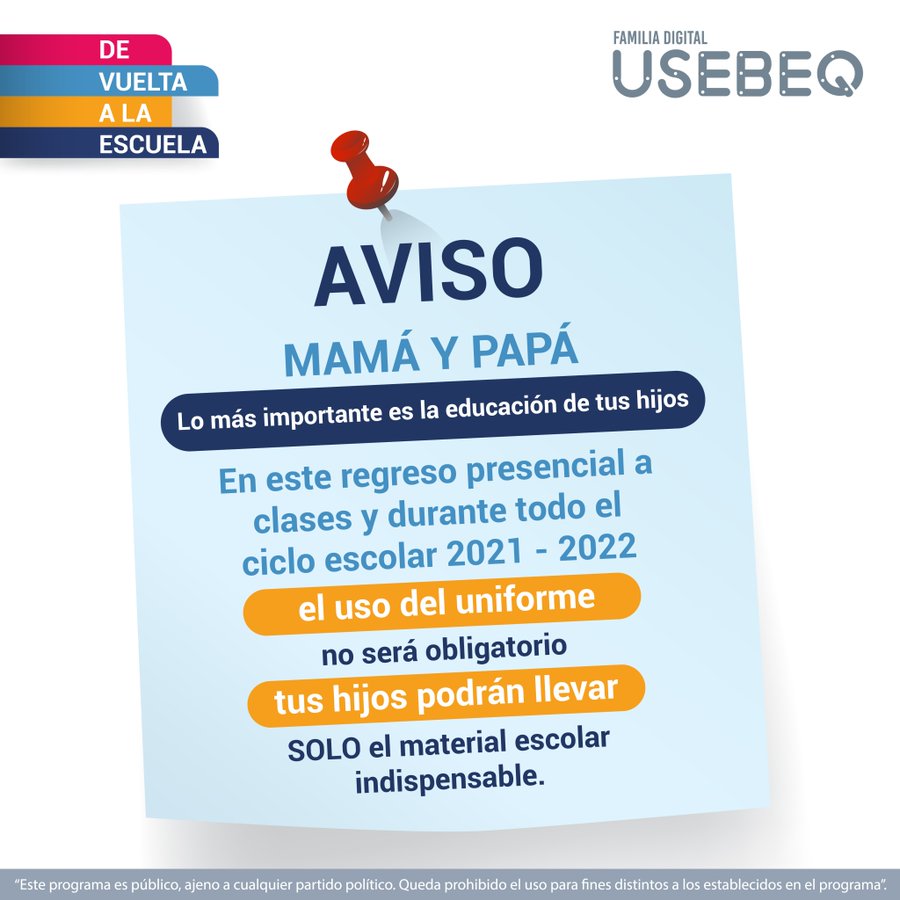 DE
VUELTA
A LA
ESCUELA
FAMILIA DIGITAL
USEBEQ
AVISO
MAMÁ Y PAPÁ
Lo más importante es la educación de tus hijos
En este regreso presencial a
clases y durante todo el
ciclo escolar 2021 - 2022
el uso del uniforme
no será obligatorio
tus hijos podrán llevar
SOLO el material escolar
indispensable.
“Este programa es público, ajeno a cualquier partido político. Queda prohibido el uso para fines distintos a los establecidos en el programa”.